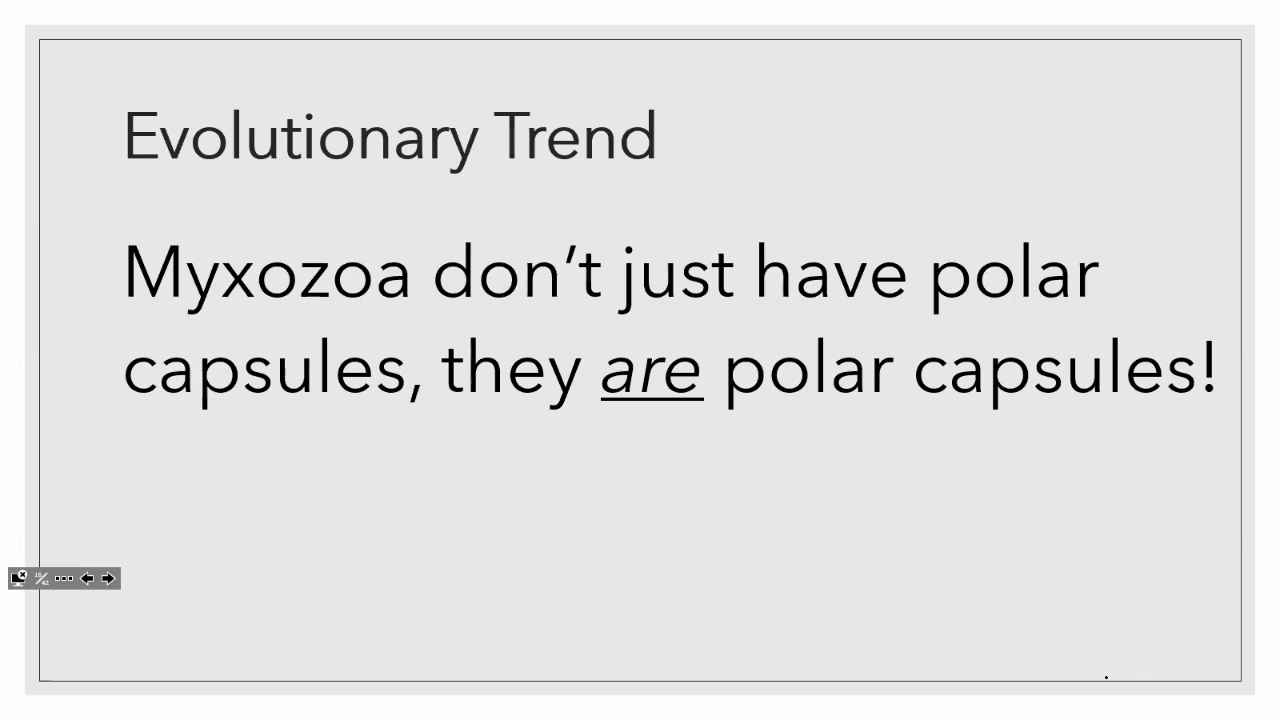 Evolutionary Trend
Myxozoa don’t just have polar
capsules, they are polar capsules!